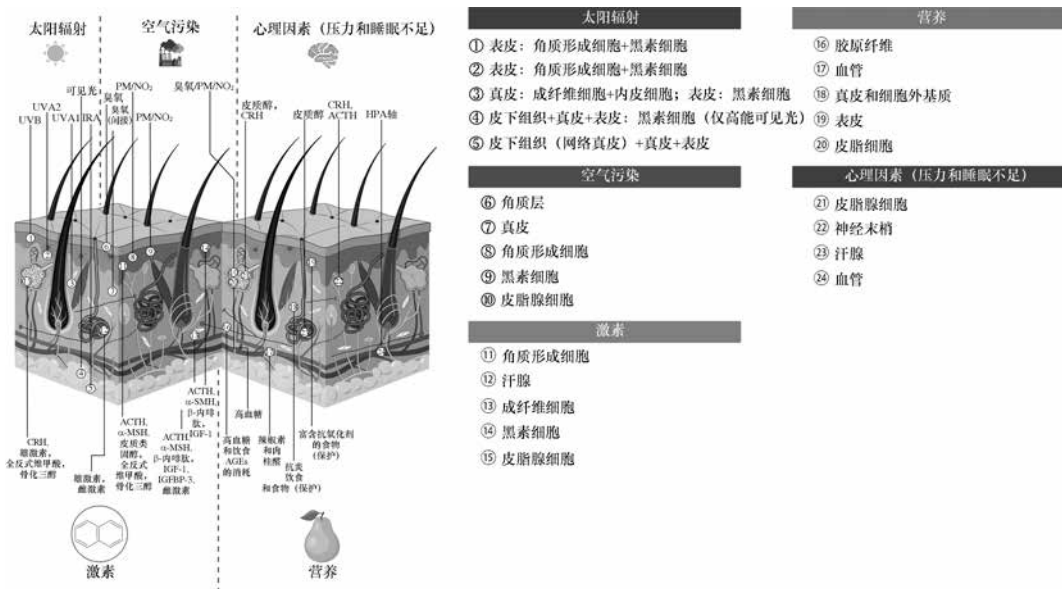 太阳辐射
空气污染
心理因素（压力和睡眠不足）
UVB
UVA2
UVA1
可见光
IRA
臭氧
臭氧
(间接)
PM/NO₂
PM/NO₂
臭氧/PM/NO₂
皮质醇,
CRH
皮质醇
CRH,
ACTH
HPA轴
CRH,
雄激素,
全反式维甲酸,
骨化三醇
雄激素,
雌激素
ACTH,
α-MSH,
皮质类
固醇,
全反式
维甲酸,
骨化三醇
ACTH,
α-MSH,
β-内啡肽,
IGF-1,
IGFBP-3,
雌激素
ACTH,
α-SMH,
β-内啡
肽,
IGF-1
高血糖
和饮食
AGEs
的消耗
高血糖
辣椒素
和肉
桂醛
抗炎
饮食
和食物（保护）
富含抗氧化剂
的食物
(保护)
激素
营养
太阳辐射
① 表皮：角质形成细胞+黑素细胞
② 表皮：角质形成细胞+黑素细胞
③ 真皮：成纤维细胞+内皮细胞；表皮：黑素细胞
④ 皮下组织+真皮+表皮：黑素细胞（仅高能可见光）
⑤ 皮下组织（网络真皮）+真皮+表皮
空气污染
⑥ 角质层
⑦ 真皮
⑧ 角质形成细胞
⑨ 黑素细胞
⑩ 皮脂腺细胞
激素
⑪ 角质形成细胞
⑫ 汗腺
⑬ 成纤维细胞
⑭ 黑素细胞
⑮ 皮脂腺细胞
营养
⑯ 胶原纤维
⑰ 血管
⑱ 真皮和细胞外基质
⑲ 表皮
⑳ 皮脂细胞
心理因素（压力和睡眠不足）
㉑ 皮脂腺细胞
㉒ 神经末梢
㉓ 汗腺
㉔ 血管